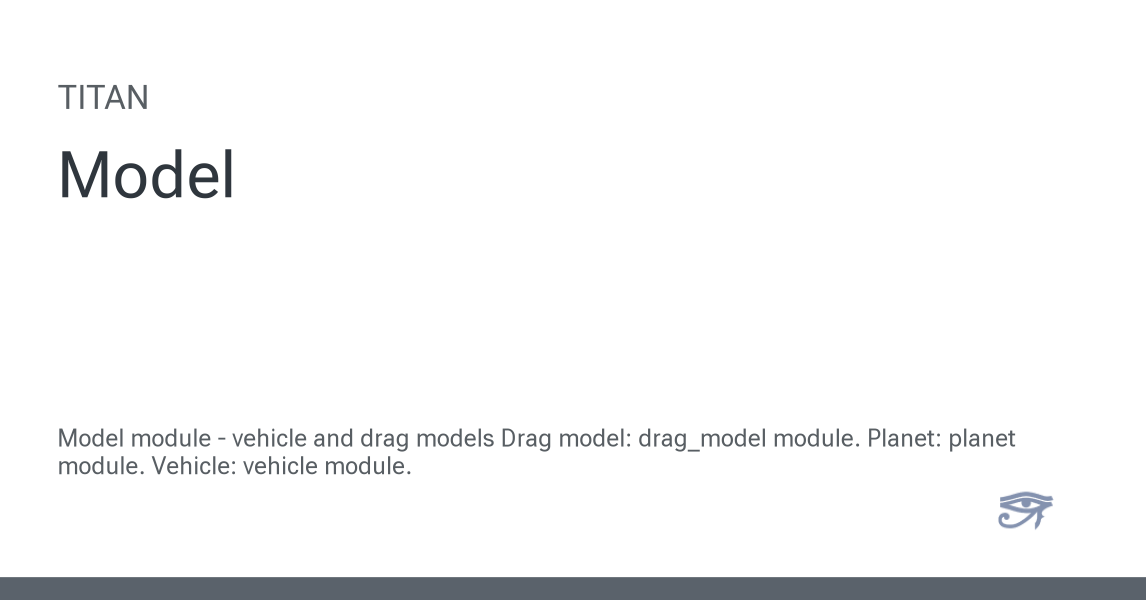 TITAN
Model
Model module - vehicle and drag models Drag model: drag_model module. Planet: planet
module. Vehicle: vehicle module.